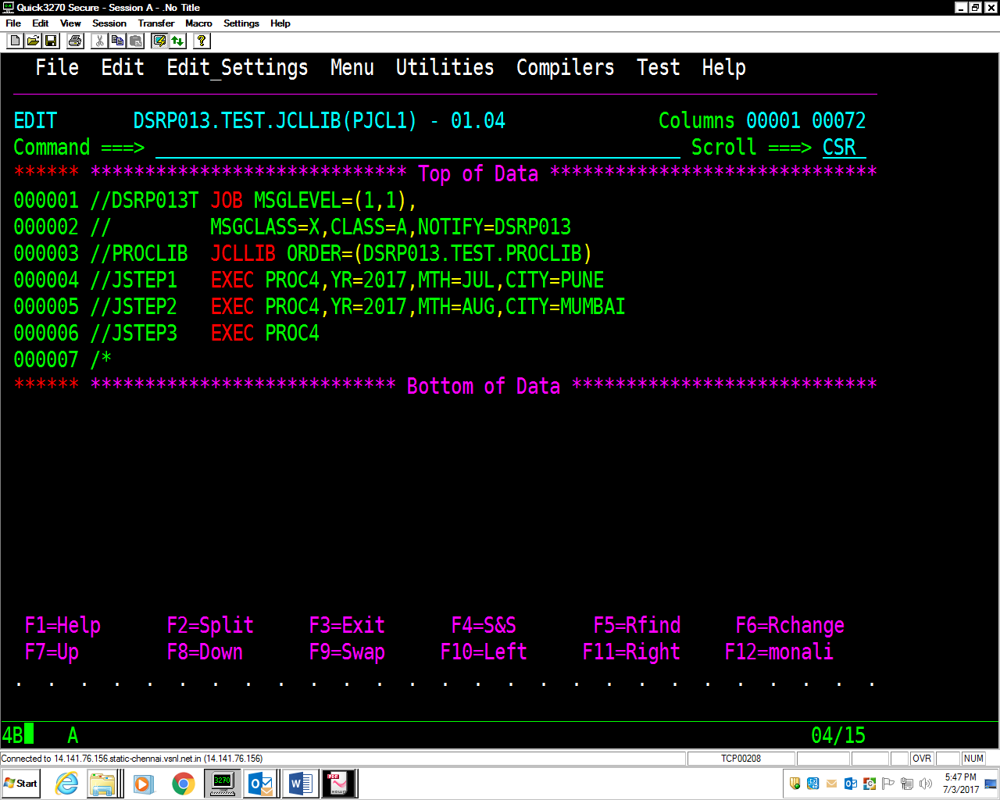 Quick3270 Secure - Session A - .No Title
File Edit View Session Transfer Macro Settings Help
File Edit Edit_Settings Menu Utilities Compilers Test Help
EDIT DSRP013.TEST.JCLLIB(PJCL1) - 01.04 Columns 00001 00072
Command ===> Scroll ===> CSR
****** ***************************** Top of Data ******************************
000001 //DSRP013T JOB MSGLEVEL=(1,1),
000002 // MSGCLASS=X,CLASS=A,NOTIFY=DSRP013
000003 //PROCLIB JCLLIB ORDER=(DSRP013.TEST.PROCLIB)
000004 //JSTEP1 EXEC PROC4,YR=2017,MTH=JUL,CITY=PUNE
000005 //JSTEP2 EXEC PROC4,YR=2017,MTH=AUG,CITY=MUMBAI
000006 //JSTEP3 EXEC PROC4
000007 /*
****** **************************** Bottom of Data ****************************
F1=Help F2=Split F3=Exit F4=S&S F5=Rfind F6=Rchange
F7=Up F8=Down F9=Swap F10=Left F11=Right F12=monali
. . . . . . . . . . . . . . . . . . . . . . . . . . .
4B A 04/15
Connected to 14.141.76.156.static-chennai.vsnl.net.in (14.141.76.156) TCP00208 OVR NUM
Start 3270 PDF 5:47 PM
7/3/2017